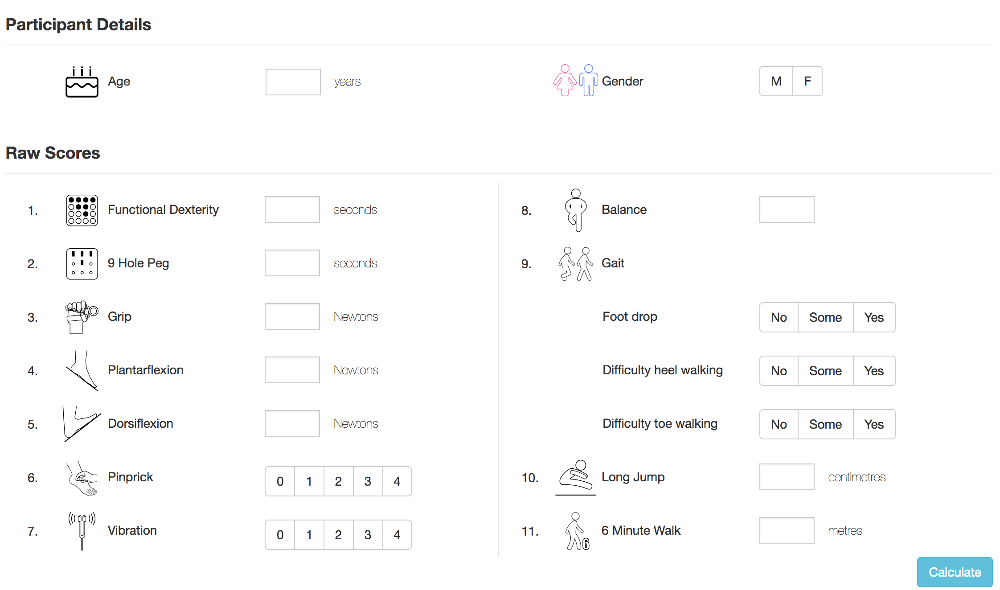 Participant Details
Age years Gender M F
Raw Scores
1. Functional Dexterity seconds
2. 9 Hole Peg seconds
3. Grip Newtons
4. Plantarflexion Newtons
5. Dorsiflexion Newtons
6. Pinprick 0 1 2 3 4
7. Vibration 0 1 2 3 4
8. Balance
9. Gait
Foot drop No Some Yes
Difficulty heel walking No Some Yes
Difficulty toe walking No Some Yes
10. Long Jump centimetres
11. 6 Minute Walk metres
6
Calculate